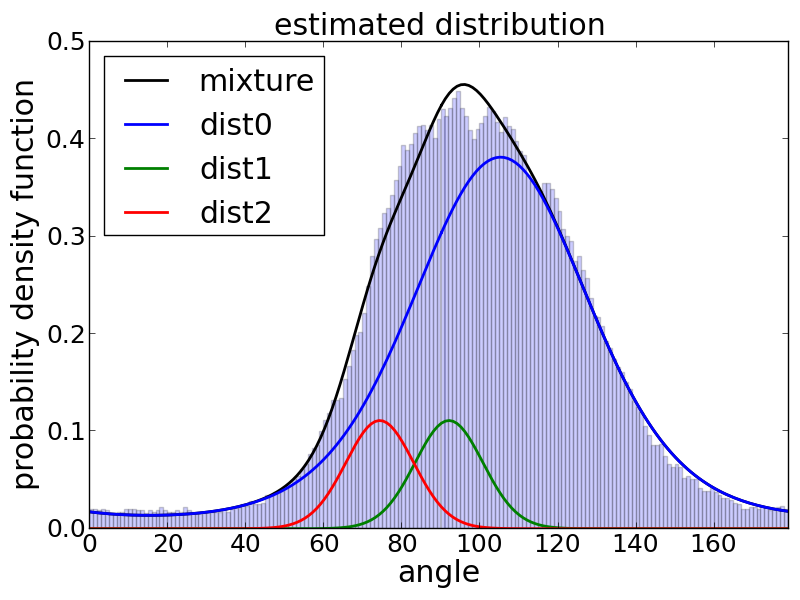 estimated distribution
0.5
0.4
0.3
0.2
0.1
0.0
probability density function
mixture
dist0
dist1
dist2
0 20 40 60 80 100 120 140 160
angle